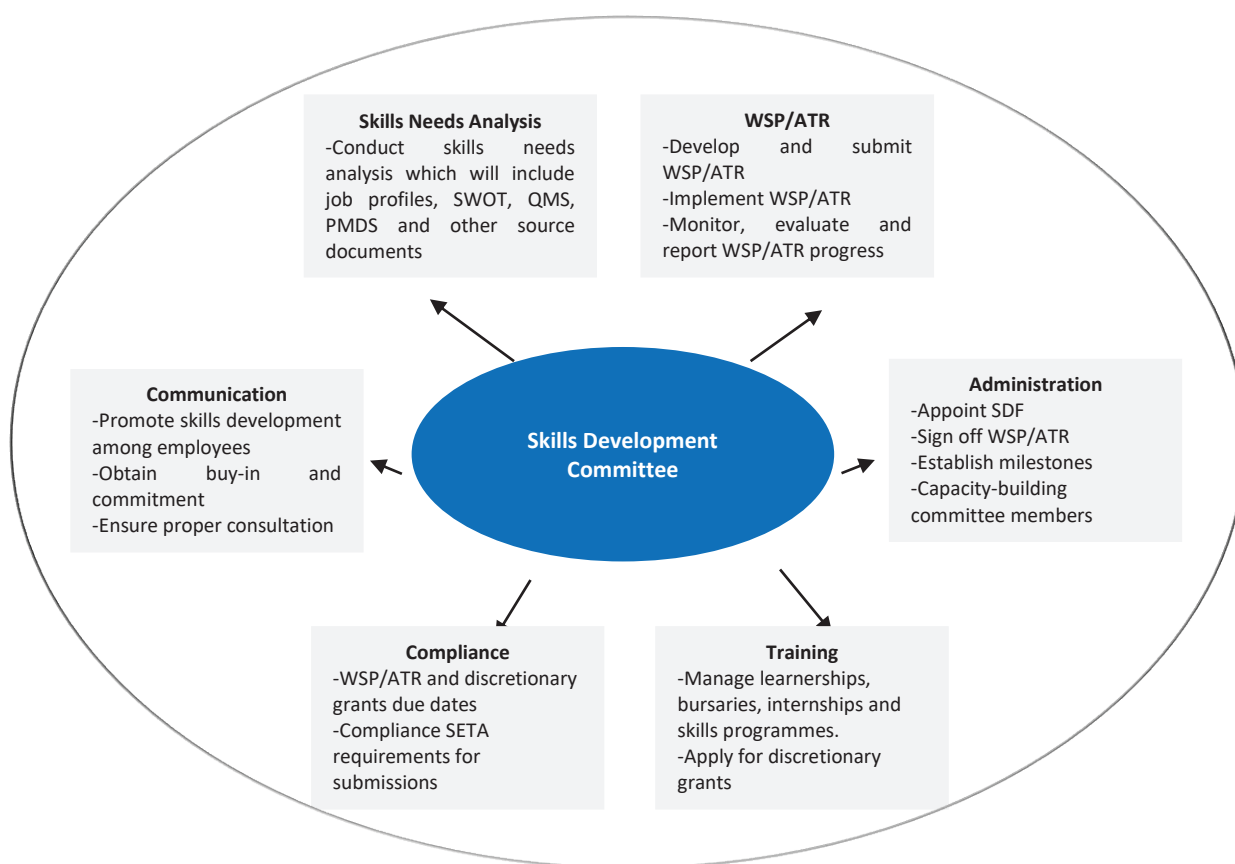 Skills Needs Analysis
-Conduct skills needs
analysis which will include
job profiles, SWOT, QMS,
PMDS and other source
documents
WSP/ATR
-Develop and submit
WSP/ATR
-Implement WSP/ATR
-Monitor, evaluate and
report WSP/ATR progress
Communication
-Promote skills development
among employees
-Obtain buy-in and
commitment
-Ensure proper consultation
Skills Development
Committee
Administration
-Appoint SDF
-Sign off WSP/ATR
-Establish milestones
-Capacity-building
committee members
Compliance
-WSP/ATR and discretionary
grants due dates
-Compliance SETA
requirements for
submissions
Training
-Manage learnerships,
bursaries, internships and
skills programmes.
-Apply for discretionary
grants